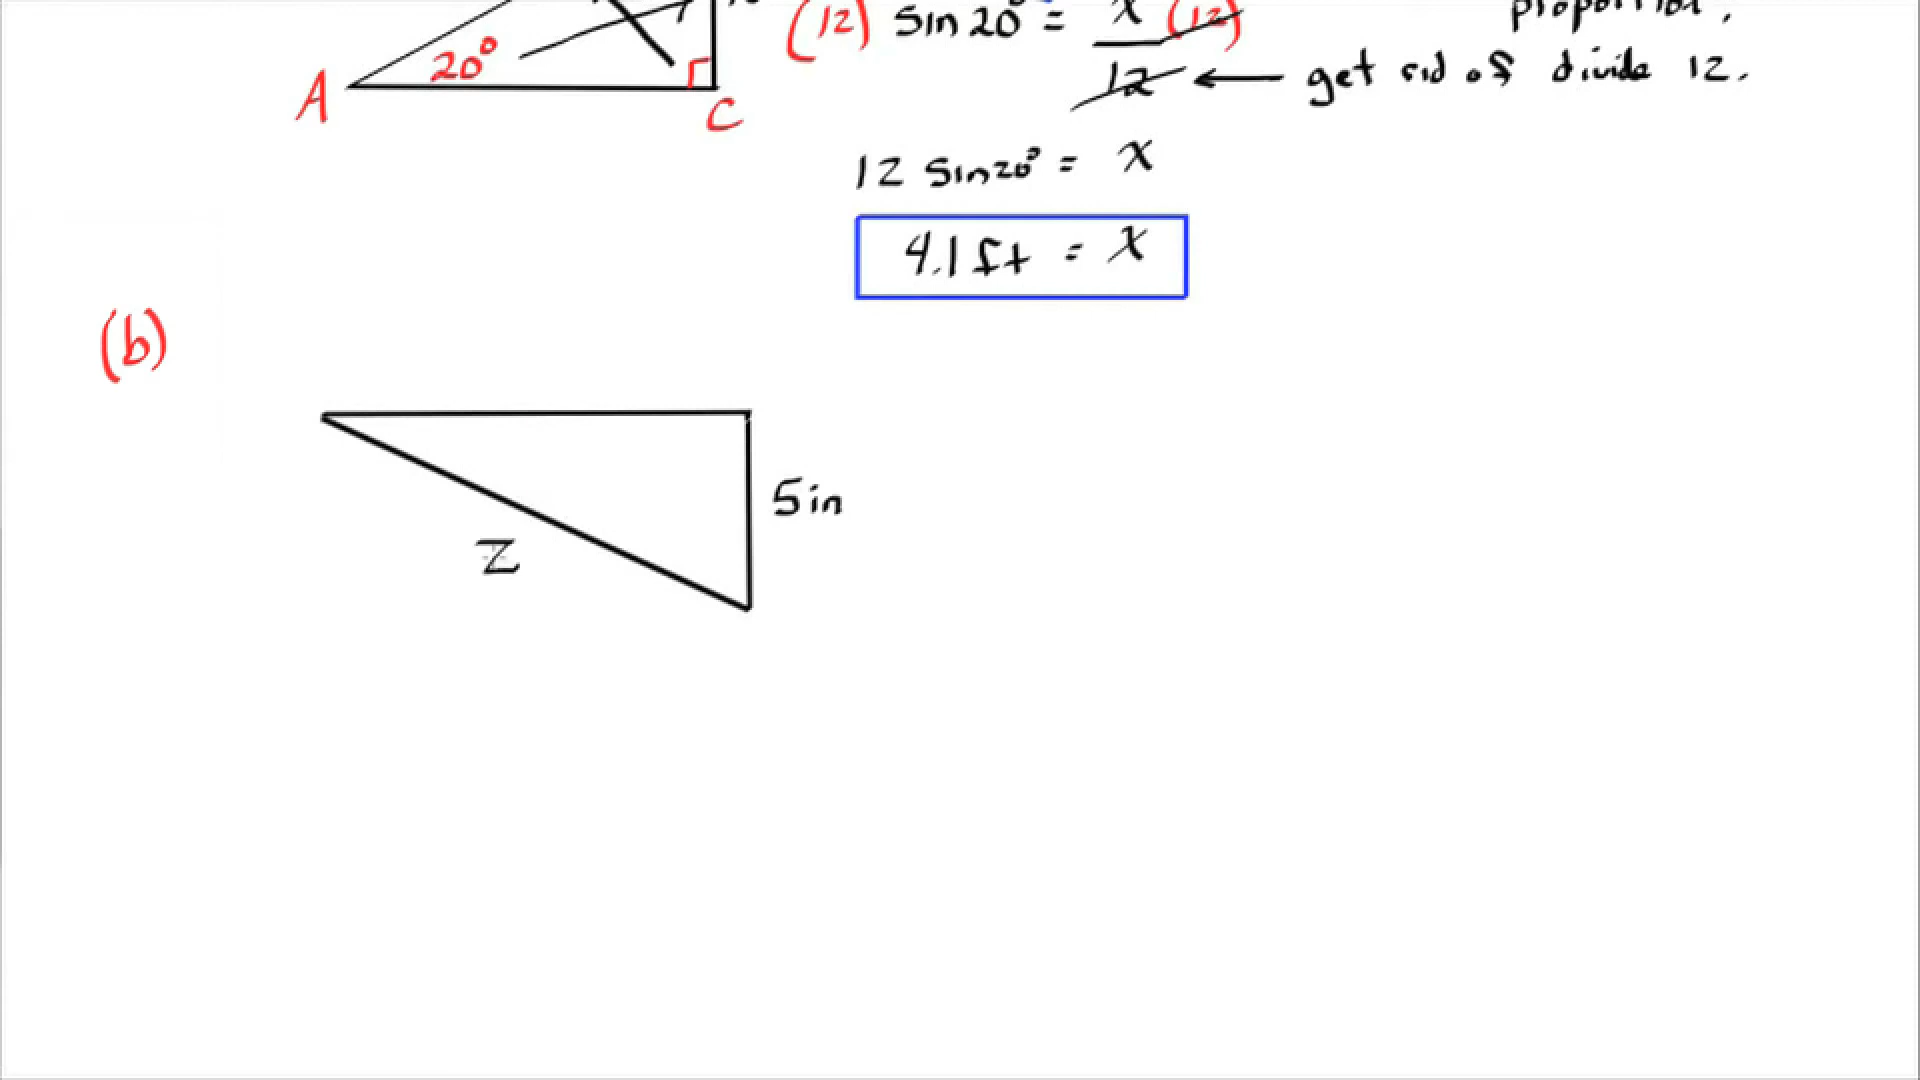 (12) sin 20° = x (12)
proportion.
12 ← get rid of divide 12.
20°
A
C
12 sin 20° = x
4.1 ft = x
(b)
5 in
z